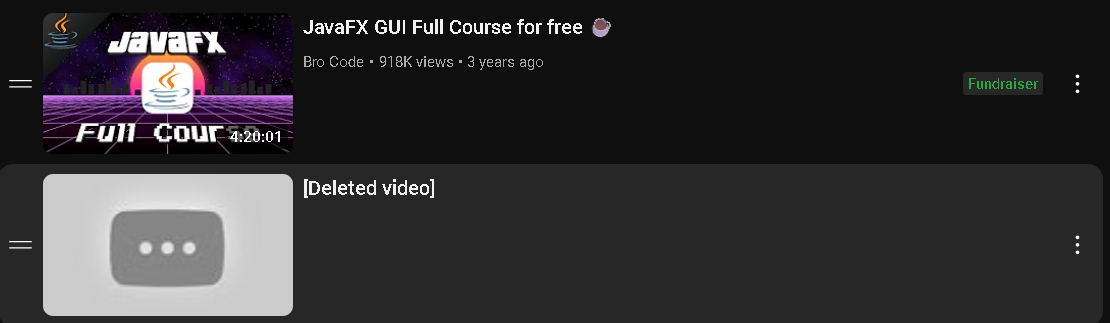 JavaFX
Full Course
4:20:01
JavaFX GUI Full Course for free ☕
Bro Code • 918K views • 3 years ago
Fundraiser
[Deleted video]